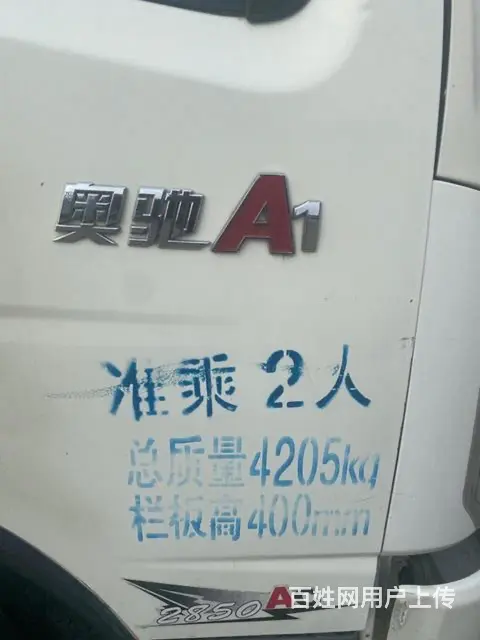 奥驰A1
准乘2人
总质量4205kg
栏板高400mm
2850A
百姓网用户上传